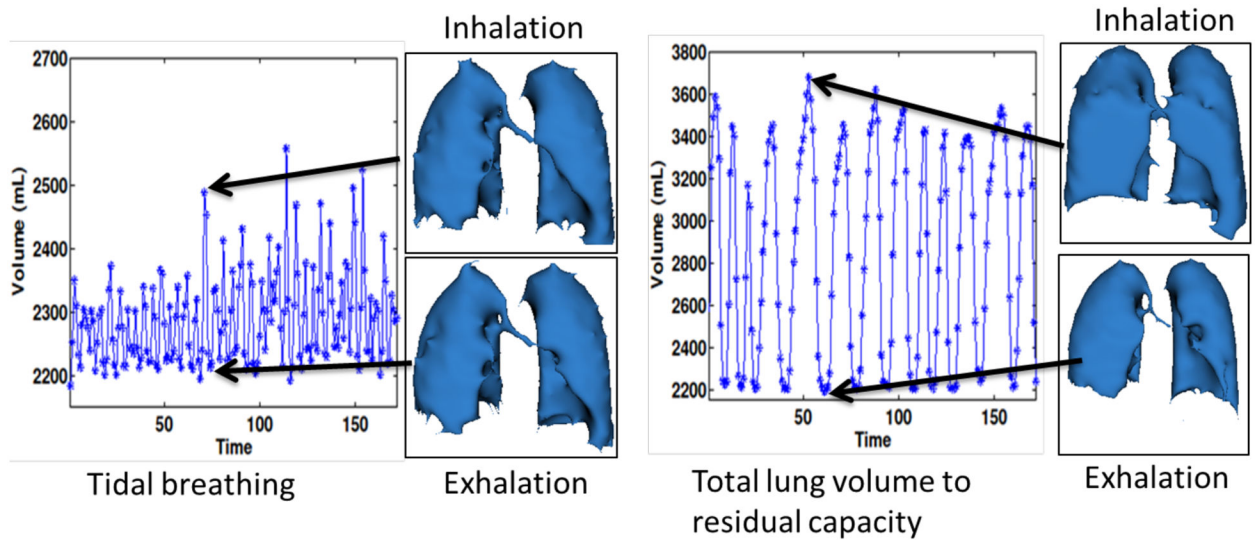 Inhalation
2700
2600
2500
2400
2300
2200
Volume (mL)
50
100
150
Time
Tidal breathing
Exhalation
Inhalation
3800
3600
3400
3200
3000
2800
2600
2400
2200
Volume (mL)
50
100
150
Time
Total lung volume to
residual capacity
Exhalation